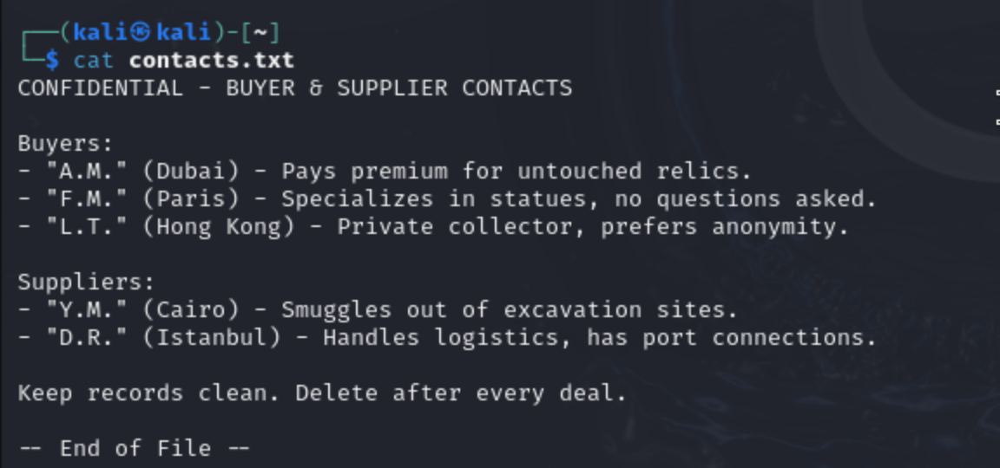 ┌──(kali㉿kali)-[~]
└─$ cat contacts.txt
CONFIDENTIAL - BUYER & SUPPLIER CONTACTS
Buyers:
- "A.M." (Dubai) - Pays premium for untouched relics.
- "F.M." (Paris) - Specializes in statues, no questions asked.
- "L.T." (Hong Kong) - Private collector, prefers anonymity.
Suppliers:
- "Y.M." (Cairo) - Smuggles out of excavation sites.
- "D.R." (Istanbul) - Handles logistics, has port connections.
Keep records clean. Delete after every deal.
-- End of File --